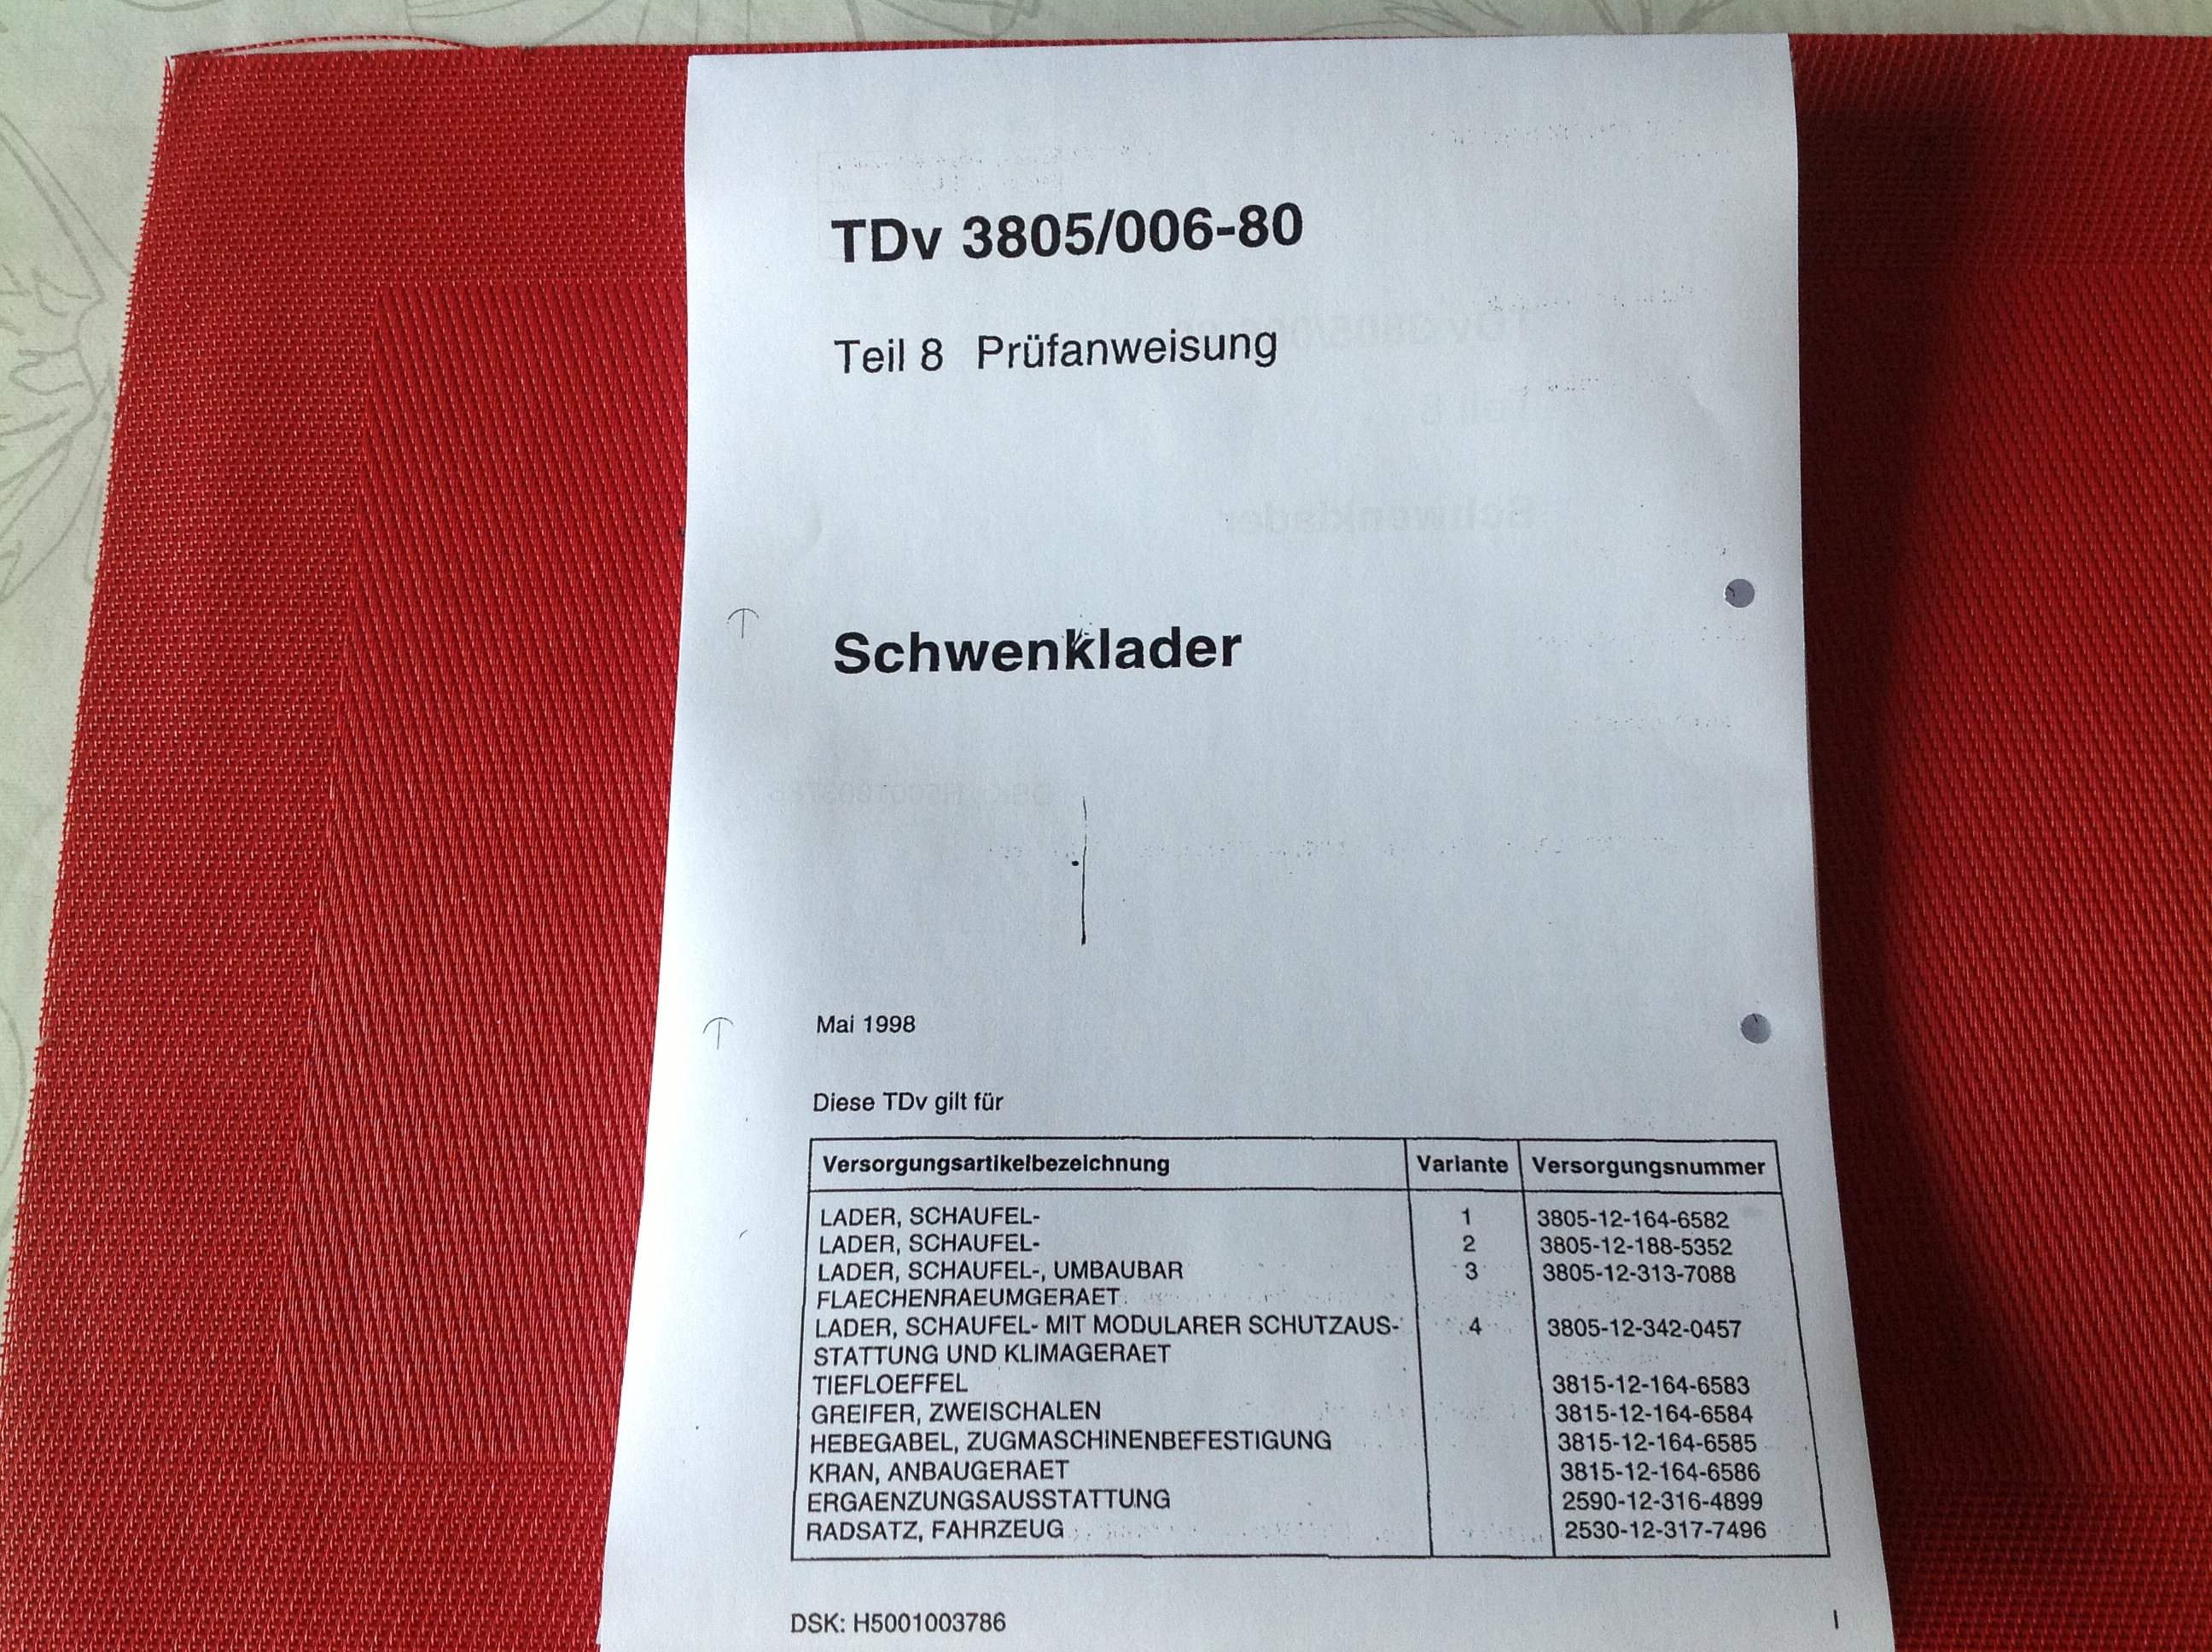 TDv 3805/006-80
Teil 8 Prüfanweisung
Schwenklader
Mai 1998
Diese TDv gilt für
Versorgungsartikelbezeichnung Variante Versorgungsnummer
LADER, SCHAUFEL- 1 3805-12-164-6582
LADER, SCHAUFEL- 2 3805-12-188-5352
LADER, SCHAUFEL-, UMBAUBAR 3 3805-12-313-7088
FLAECHENRAEUMGERAET
LADER, SCHAUFEL- MIT MODULARER SCHUTZAUS- 4 3805-12-342-0457
STATTUNG UND KLIMAGERAET
TIEFLOEFFEL 3815-12-164-6583
GREIFER, ZWEISCHALEN 3815-12-164-6584
HEBEGABEL, ZUGMASCHINENBEFESTIGUNG 3815-12-164-6585
KRAN, ANBAUGERAET 3815-12-164-6586
ERGAENZUNGSAUSSTATTUNG 2590-12-316-4899
RADSATZ, FAHRZEUG 2530-12-317-7496
DSK: H5001003786 I